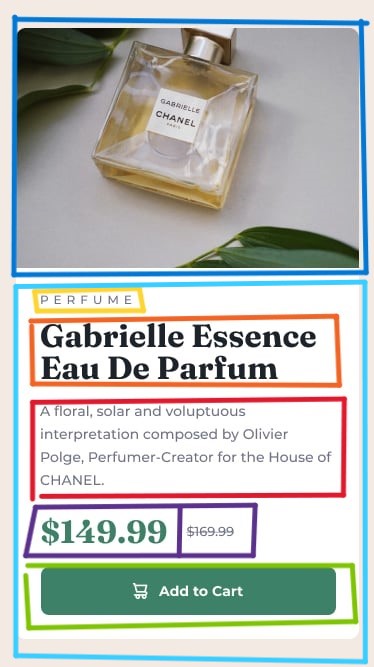 GABRIELLE
CHANEL
PARIS
PERFUME
Gabrielle Essence
Eau De Parfum
A floral, solar and voluptuous
interpretation composed by Olivier
Polge, Perfumer-Creator for the House of
CHANEL.
$149.99 $169.99
Add to Cart